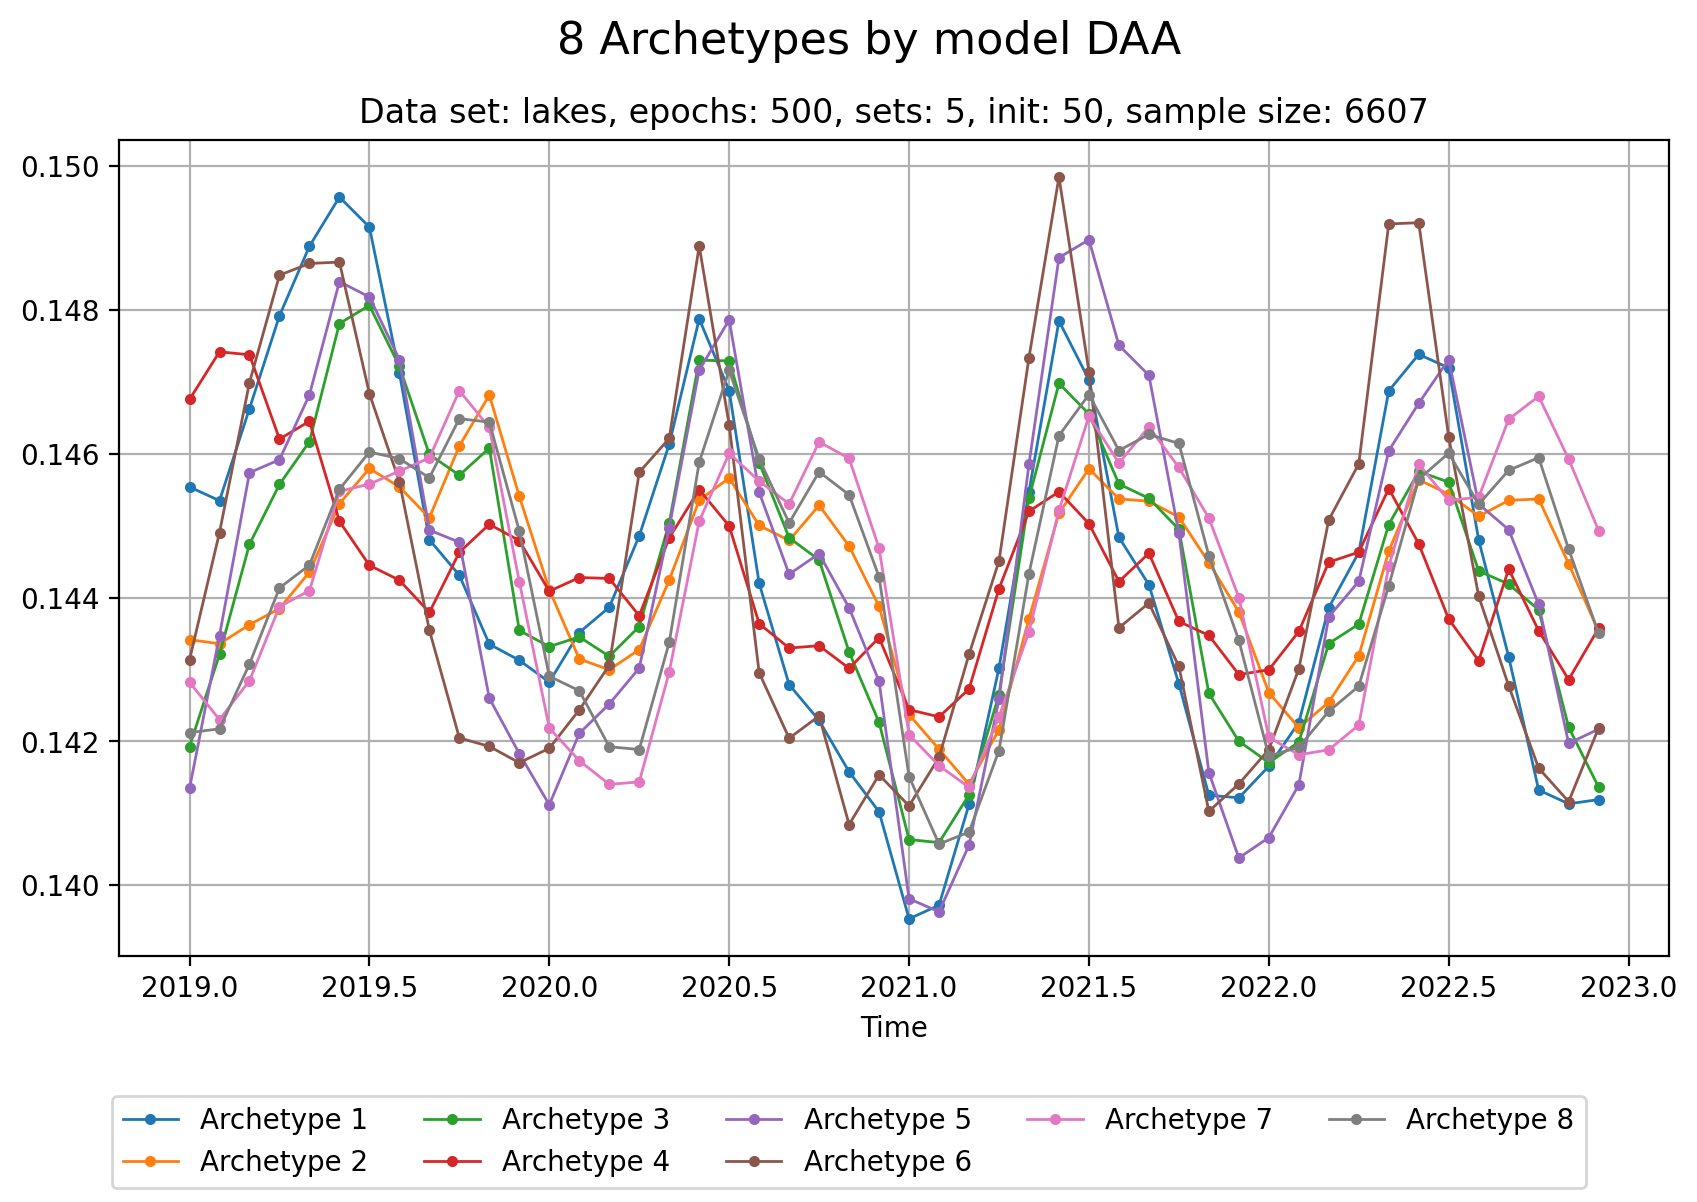 8 Archetypes by model DAA
Data set: lakes, epochs: 500, sets: 5, init: 50, sample size: 6607
0.150
0.148
0.146
0.144
0.142
0.140
2019.0 2019.5 2020.0 2020.5 2021.0 2021.5 2022.0 2022.5 2023.0
Time
Archetype 1 Archetype 3 Archetype 5 Archetype 7 Archetype 8
Archetype 2 Archetype 4 Archetype 6